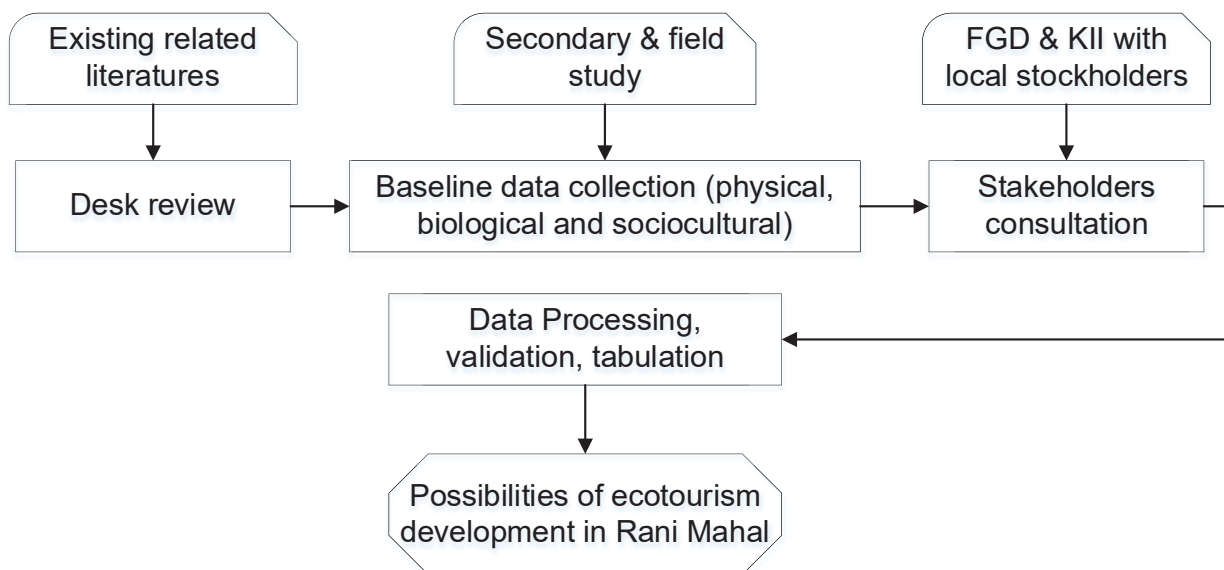 Existing related
literatures
Secondary & field
study
FGD & KII with
local stockholders
Desk review
Baseline data collection (physical,
biological and sociocultural)
Stakeholders
consultation
Data Processing,
validation, tabulation
Possibilities of ecotourism
development in Rani Mahal